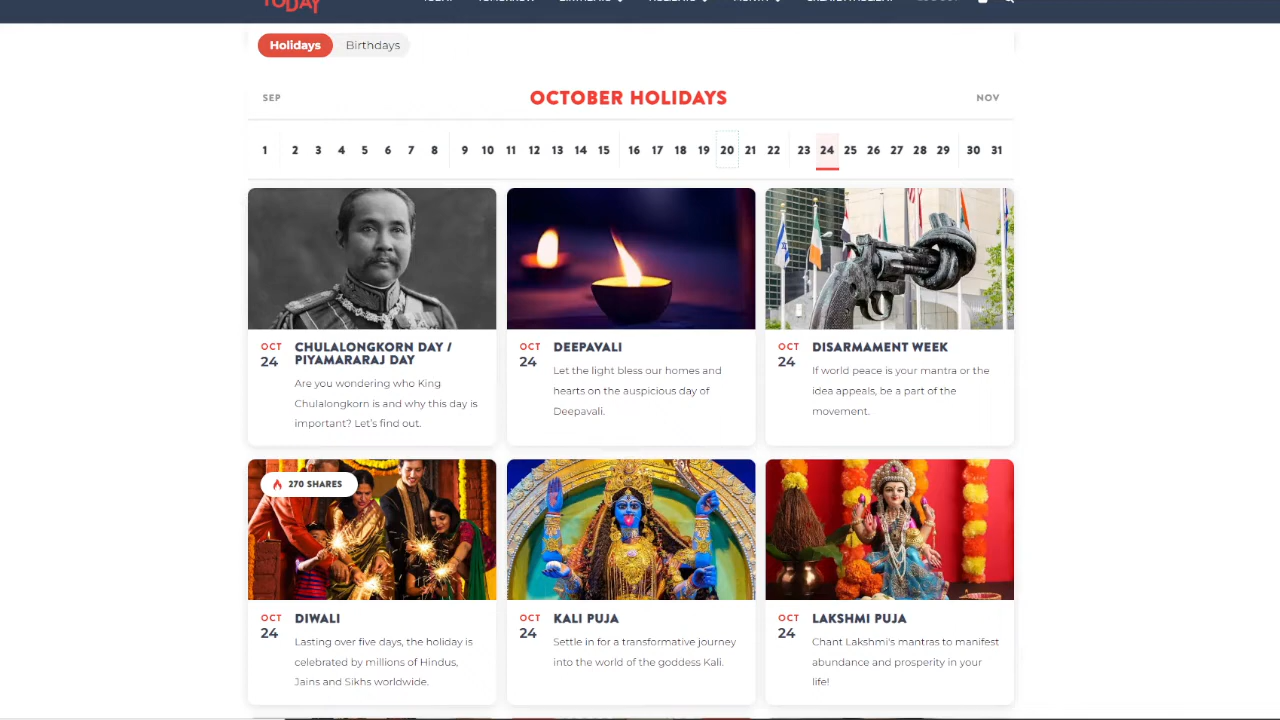 TODAY
Holidays Birthdays
SEP OCTOBER HOLIDAYS NOV
1 2 3 4 5 6 7 8 9 10 11 12 13 14 15 16 17 18 19 20 21 22 23 24 25 26 27 28 29 30 31
OCT
24
CHULALONGKORN DAY /
PIYAMARARAJ DAY
Are you wondering who King
Chulalongkorn is and why this day is
important? Let's find out.
OCT
24
DEEPAVALI
Let the light bless our homes and
hearts on the auspicious day of
Deepavali.
OCT
24
DISARMAMENT WEEK
If world peace is your mantra or the
idea appeals, be a part of the
movement.
270 SHARES
OCT
24
DIWALI
Lasting over five days, the holiday is
celebrated by millions of Hindus,
Jains and Sikhs worldwide.
OCT
24
KALI PUJA
Settle in for a transformative journey
into the world of the goddess Kali.
OCT
24
LAKSHMI PUJA
Chant Lakshmi's mantras to manifest
abundance and prosperity in your
life!